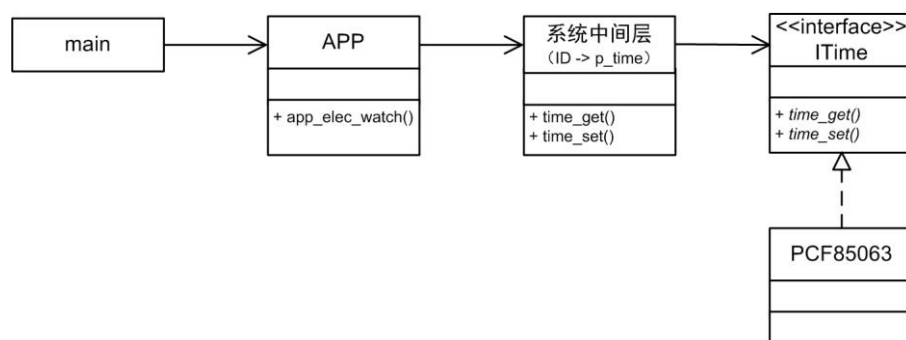 main
APP
+ app_elec_watch()
系统中间层
（ID -> p_time）
+ time_get()
+ time_set()
<<interface>>
ITime
+ time_get()
+ time_set()
PCF85063